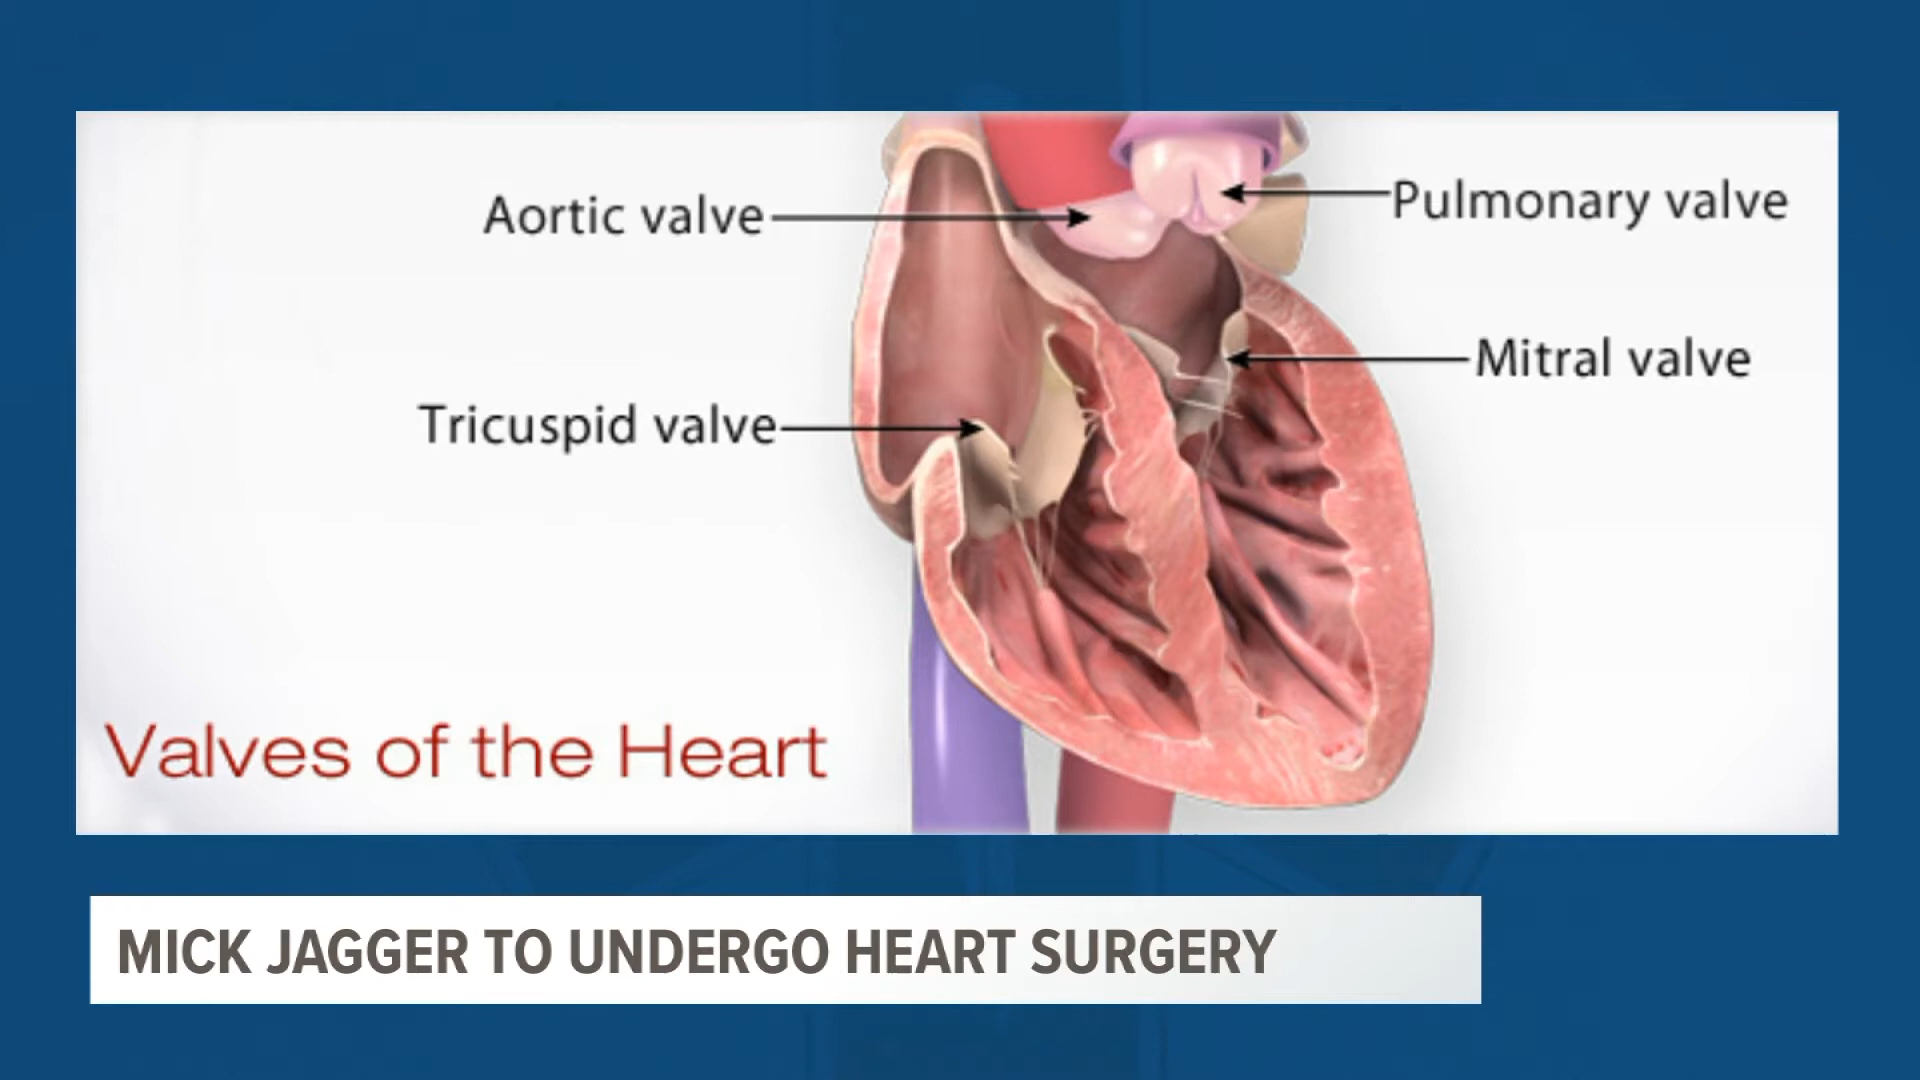 Aortic valve
Pulmonary valve
Mitral valve
Tricuspid valve
Valves of the Heart
MICK JAGGER TO UNDERGO HEART SURGERY